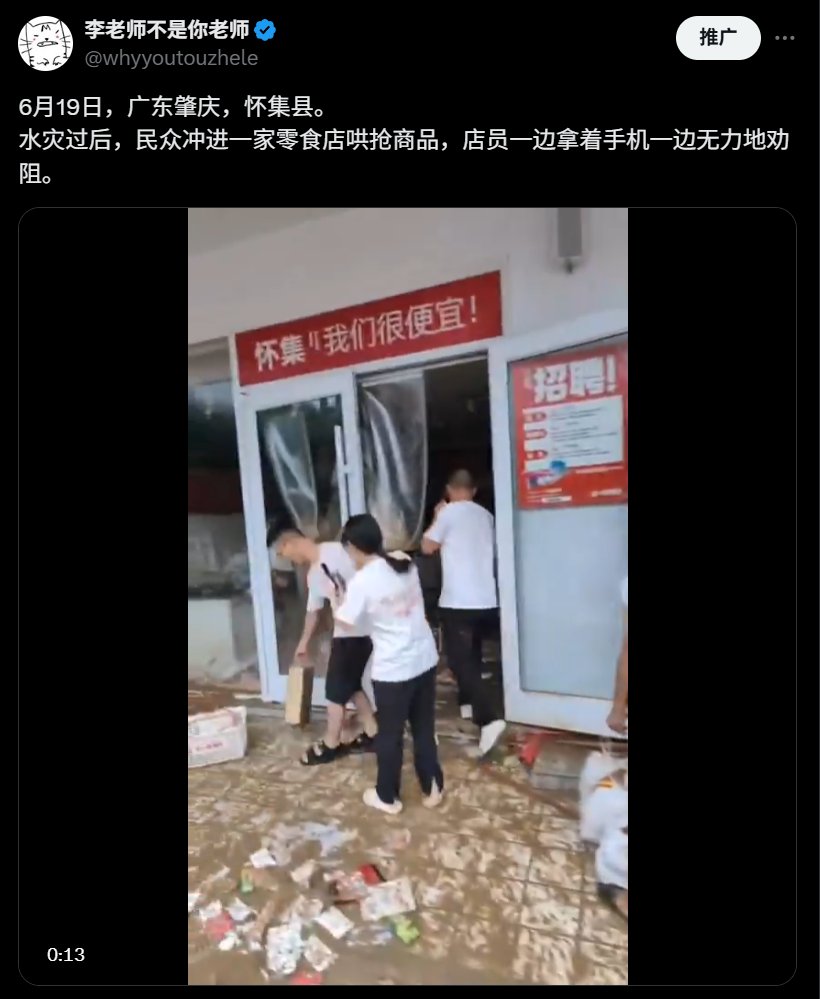 李老师不是你老师
@whyyoutouzhele
推广
6月19日，广东肇庆，怀集县。
水灾过后，民众冲进一家零食店哄抢商品，店员一边拿着手机一边无力地劝
阻。
怀集 我们很便宜！
招聘！
0:13